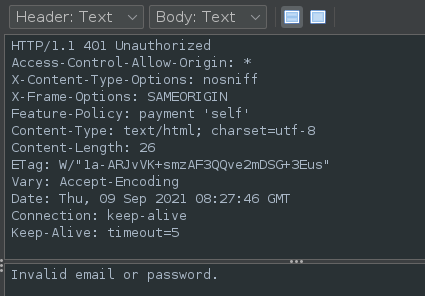 Header: Text Body: Text
HTTP/1.1 401 Unauthorized
Access-Control-Allow-Origin: *
X-Content-Type-Options: nosniff
X-Frame-Options: SAMEORIGIN
Feature-Policy: payment 'self'
Content-Type: text/html; charset=utf-8
Content-Length: 26
ETag: W/"1a-ARJvVK+smzAF3QQve2mDSG+3Eus"
Vary: Accept-Encoding
Date: Thu, 09 Sep 2021 08:27:46 GMT
Connection: keep-alive
Keep-Alive: timeout=5
Invalid email or password.